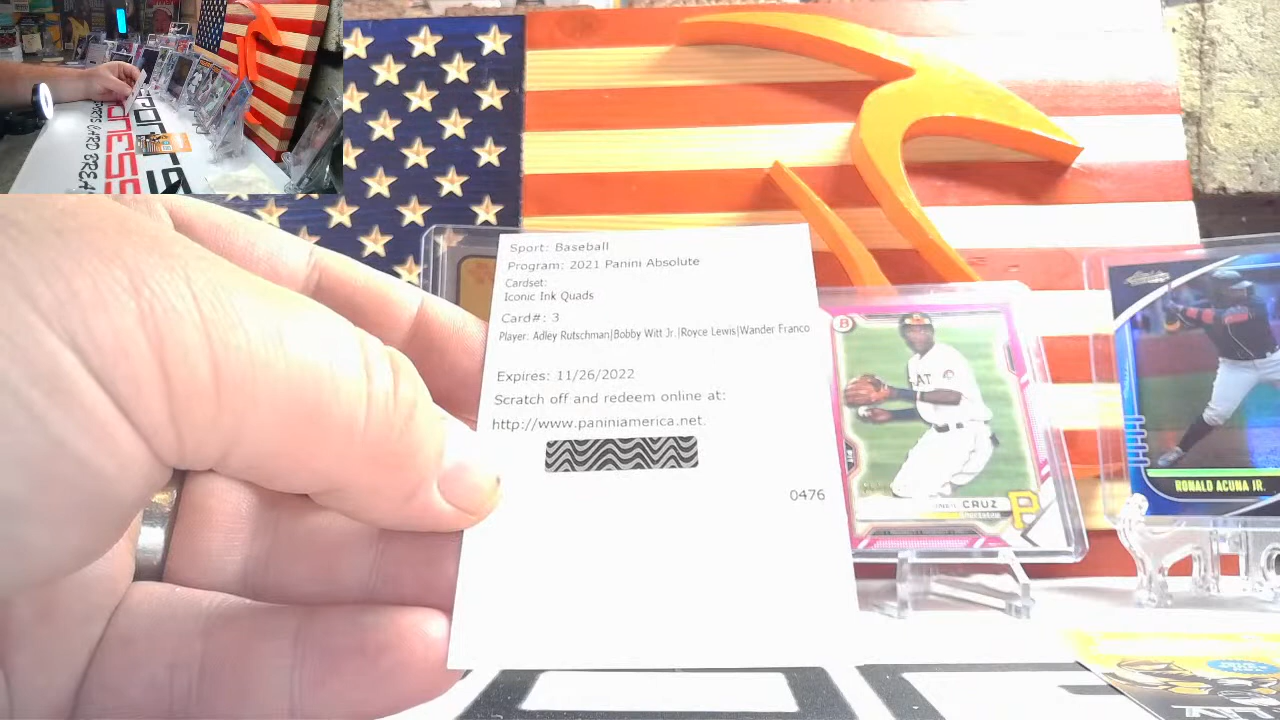 Sport: Baseball
Program: 2021 Panini Absolute
Cardset:
Iconic Ink Quads
Card#: 3
Player: Adley Rutschman|Bobby Witt Jr.|Royce Lewis|Wander Franco
Expires: 11/26/2022
Scratch off and redeem online at:
http://www.paniniamerica.net.
0476
B
CRUZ
P
RONALD ACUNA JR.